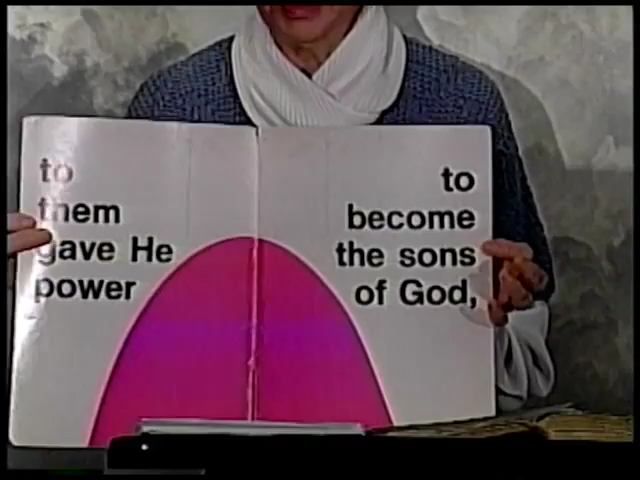 to
them
gave He
power
to
become
the sons
of God,